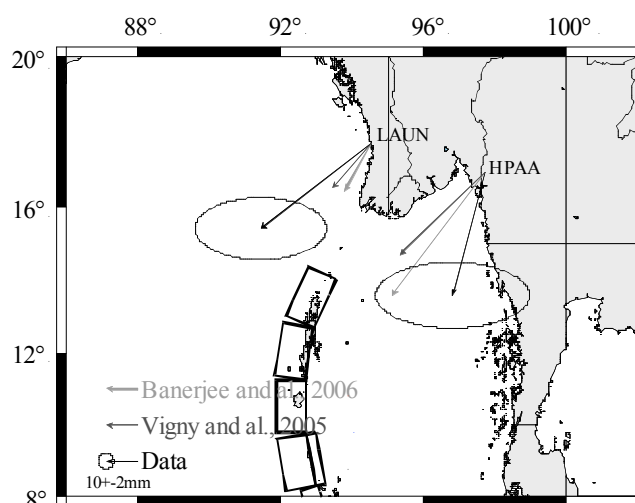 88° 92° 96° 100°
20°
LAUN
HPAA
16°
12°
Banerjee and al., 2006
Vigny and al., 2005
Data
10+-2mm
8°